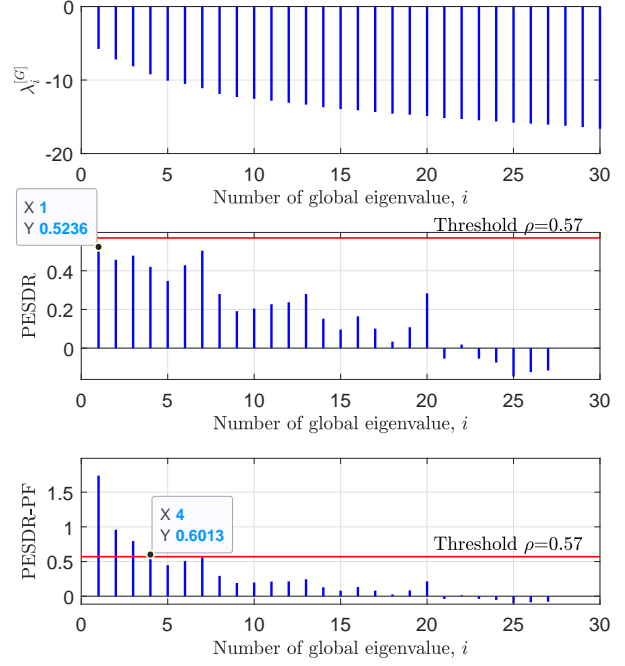 0
-10
-20
λᵢ^[G]
0 5 10 15 20 25 30
Number of global eigenvalue, i
X 1
Y 0.5236
Threshold ρ=0.57
0.4
0.2
0
PESDR
0 5 10 15 20 25 30
Number of global eigenvalue, i
X 4
Y 0.6013
Threshold ρ=0.57
1.5
1
0.5
0
PESDR-PF
0 5 10 15 20 25 30
Number of global eigenvalue, i